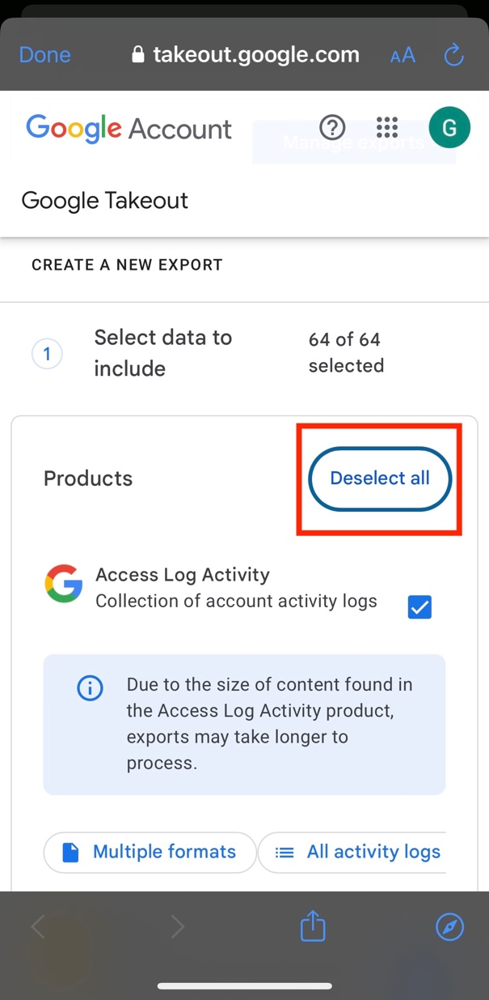 Done
takeout.google.com
AA
Google Account
G
Manage exports
Google Takeout
CREATE A NEW EXPORT
1
Select data to
include
64 of 64
selected
Products
Deselect all
Access Log Activity
Collection of account activity logs
Due to the size of content found in
the Access Log Activity product,
exports may take longer to
process.
Multiple formats
All activity logs